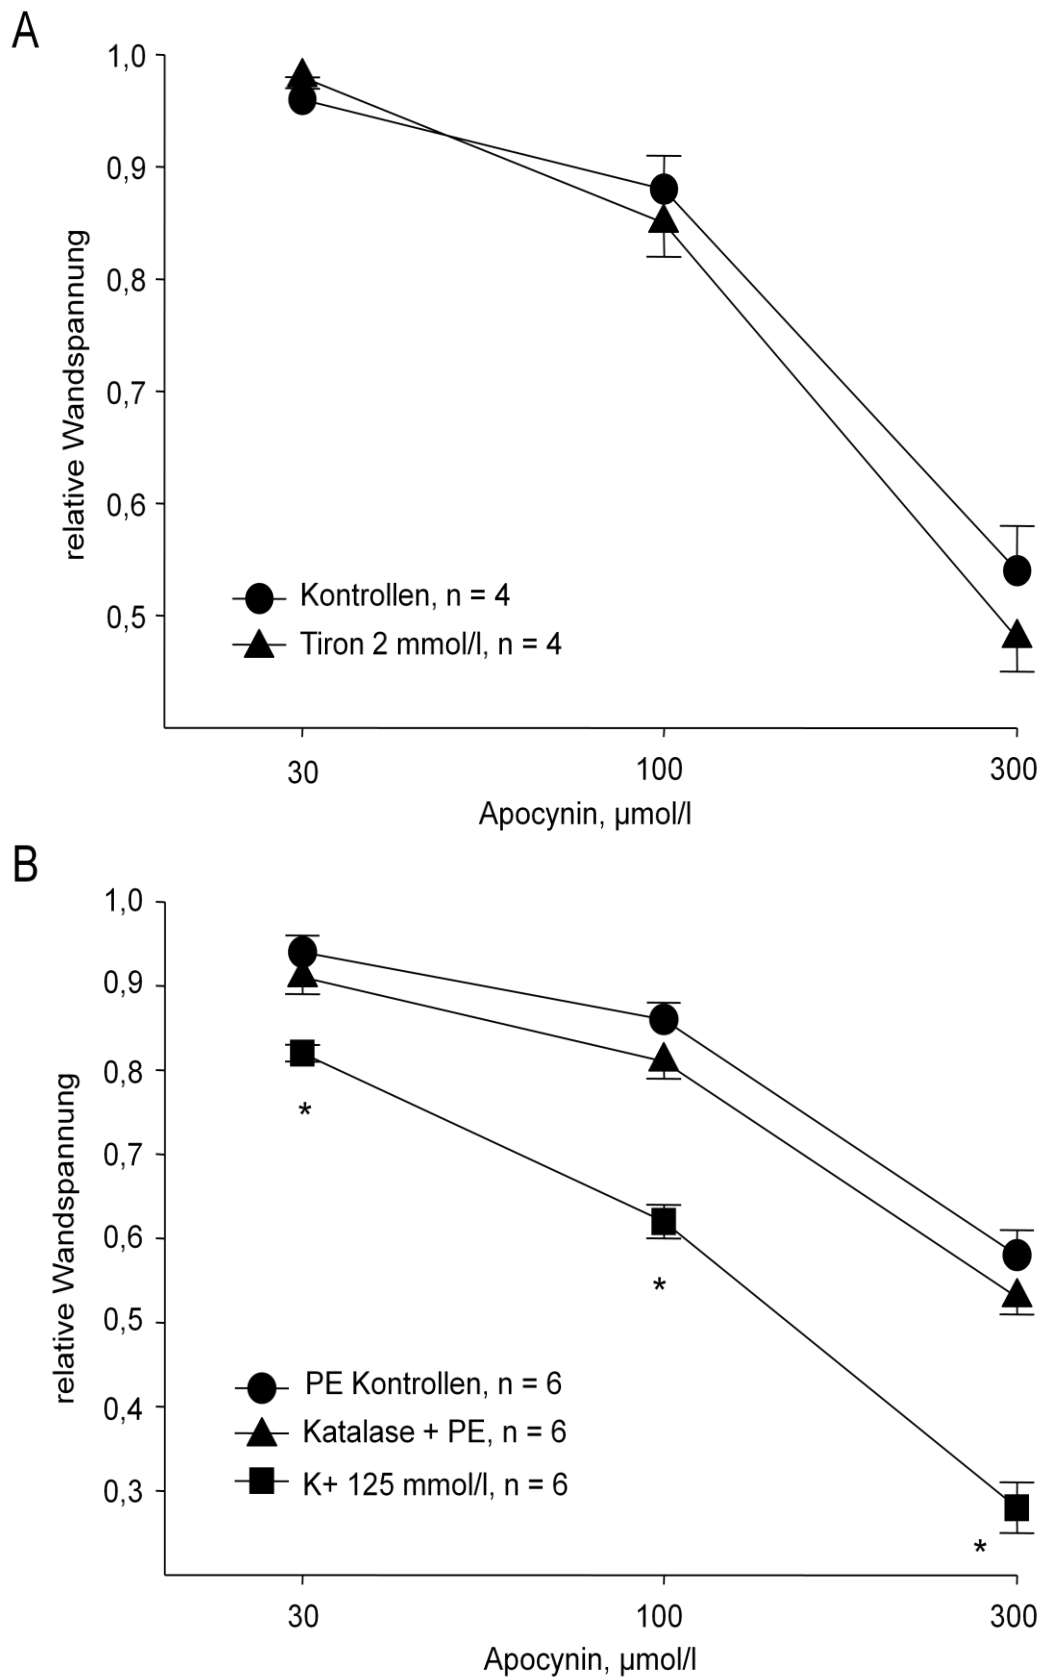 A
1,0
0,9
0,8
0,7
0,6
0,5
relative Wandspannung
Kontrollen, n = 4
Tiron 2 mmol/l, n = 4
30
100
300
Apocynin, µmol/l
B
1,0
0,9
0,8
0,7
0,6
0,5
0,4
0,3
relative Wandspannung
*
*
PE Kontrollen, n = 6
Katalase + PE, n = 6
K+ 125 mmol/l, n = 6
*
30
100
300
Apocynin, µmol/l